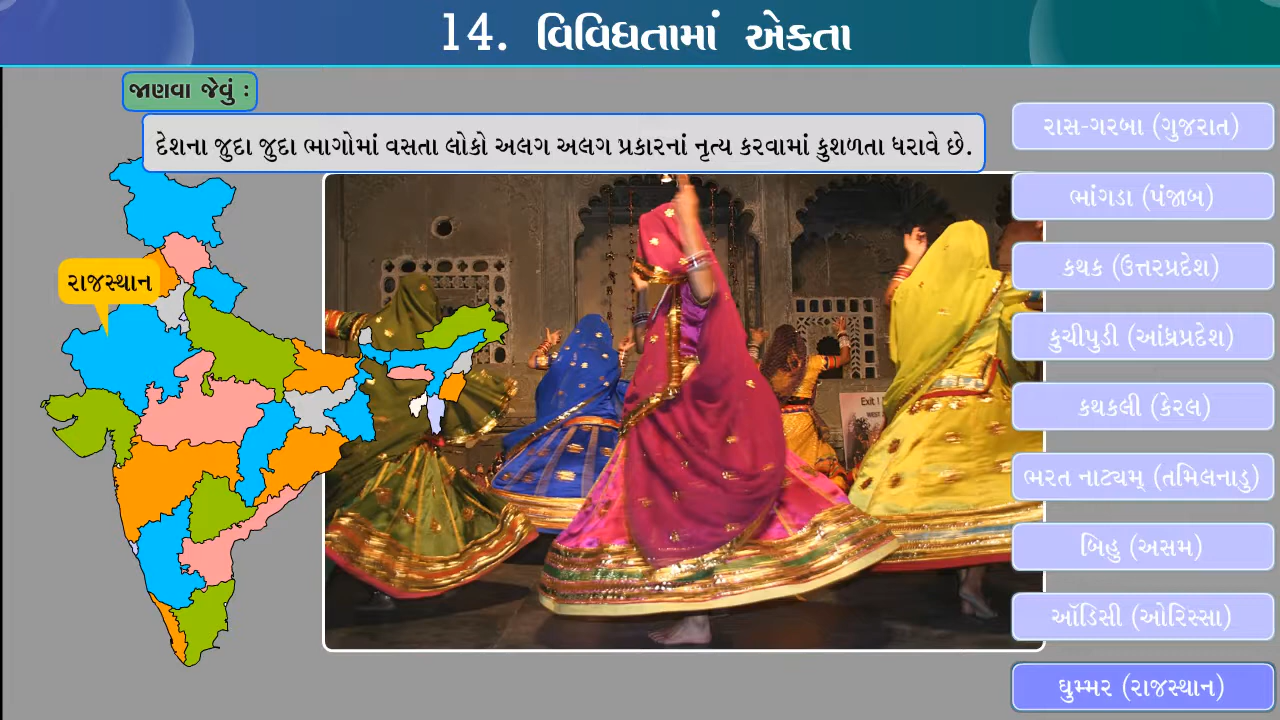 14. વિવિધતામાં એકતા
જાણવા જેવું :
દેશના જુદા જુદા ભાગોમાં વસતા લોકો અલગ અલગ પ્રકારનાં નૃત્ય કરવામાં કુશળતા ધરાવે છે.
રાજસ્થાન
Exit !
રાસ-ગરબા (ગુજરાત)
ભાંગડા (પંજાબ)
કથક (ઉત્તરપ્રદેશ)
કુચીપુડી (આંધ્રપ્રદેશ)
કથકલી (કેરલ)
ભરત નાટ્યમ્ (તમિલનાડુ)
બિહુ (અસમ)
ઑડિસી (ઓરિસ્સા)
ઘુમ્મર (રાજસ્થાન)